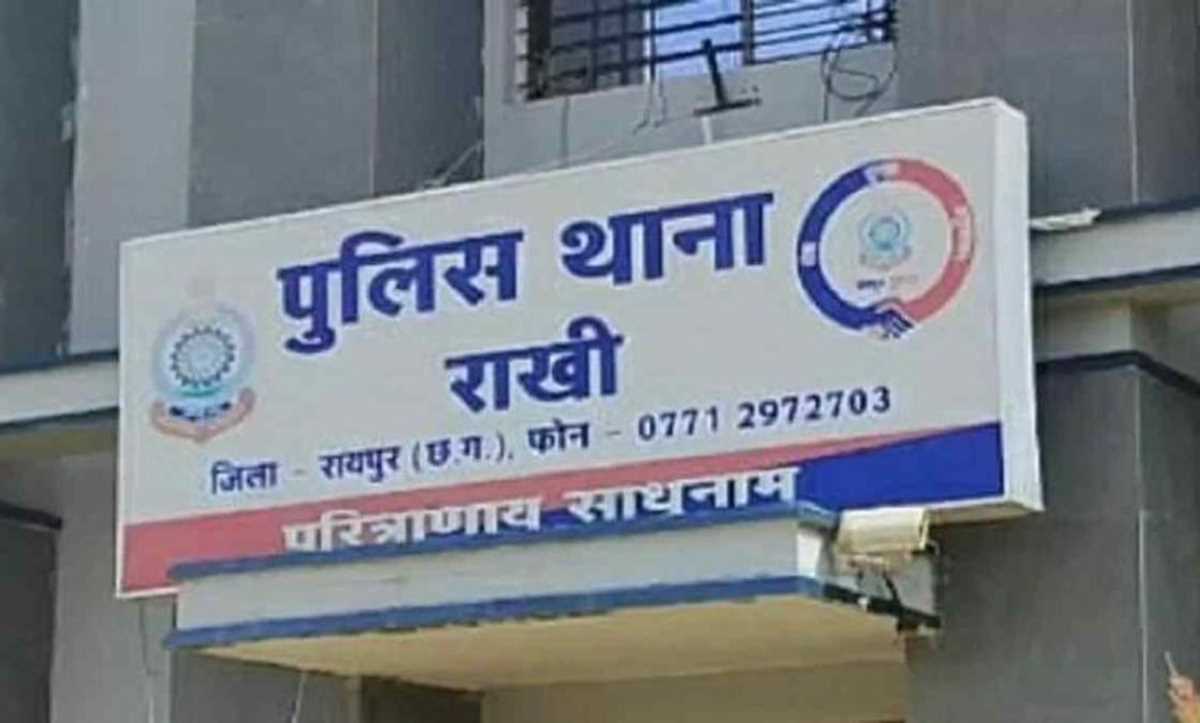 पुलिस थाना
राखी
जिला - रायपुर (छ.ग.), फोन - 0771 2972703
परित्राणाय साधनाम